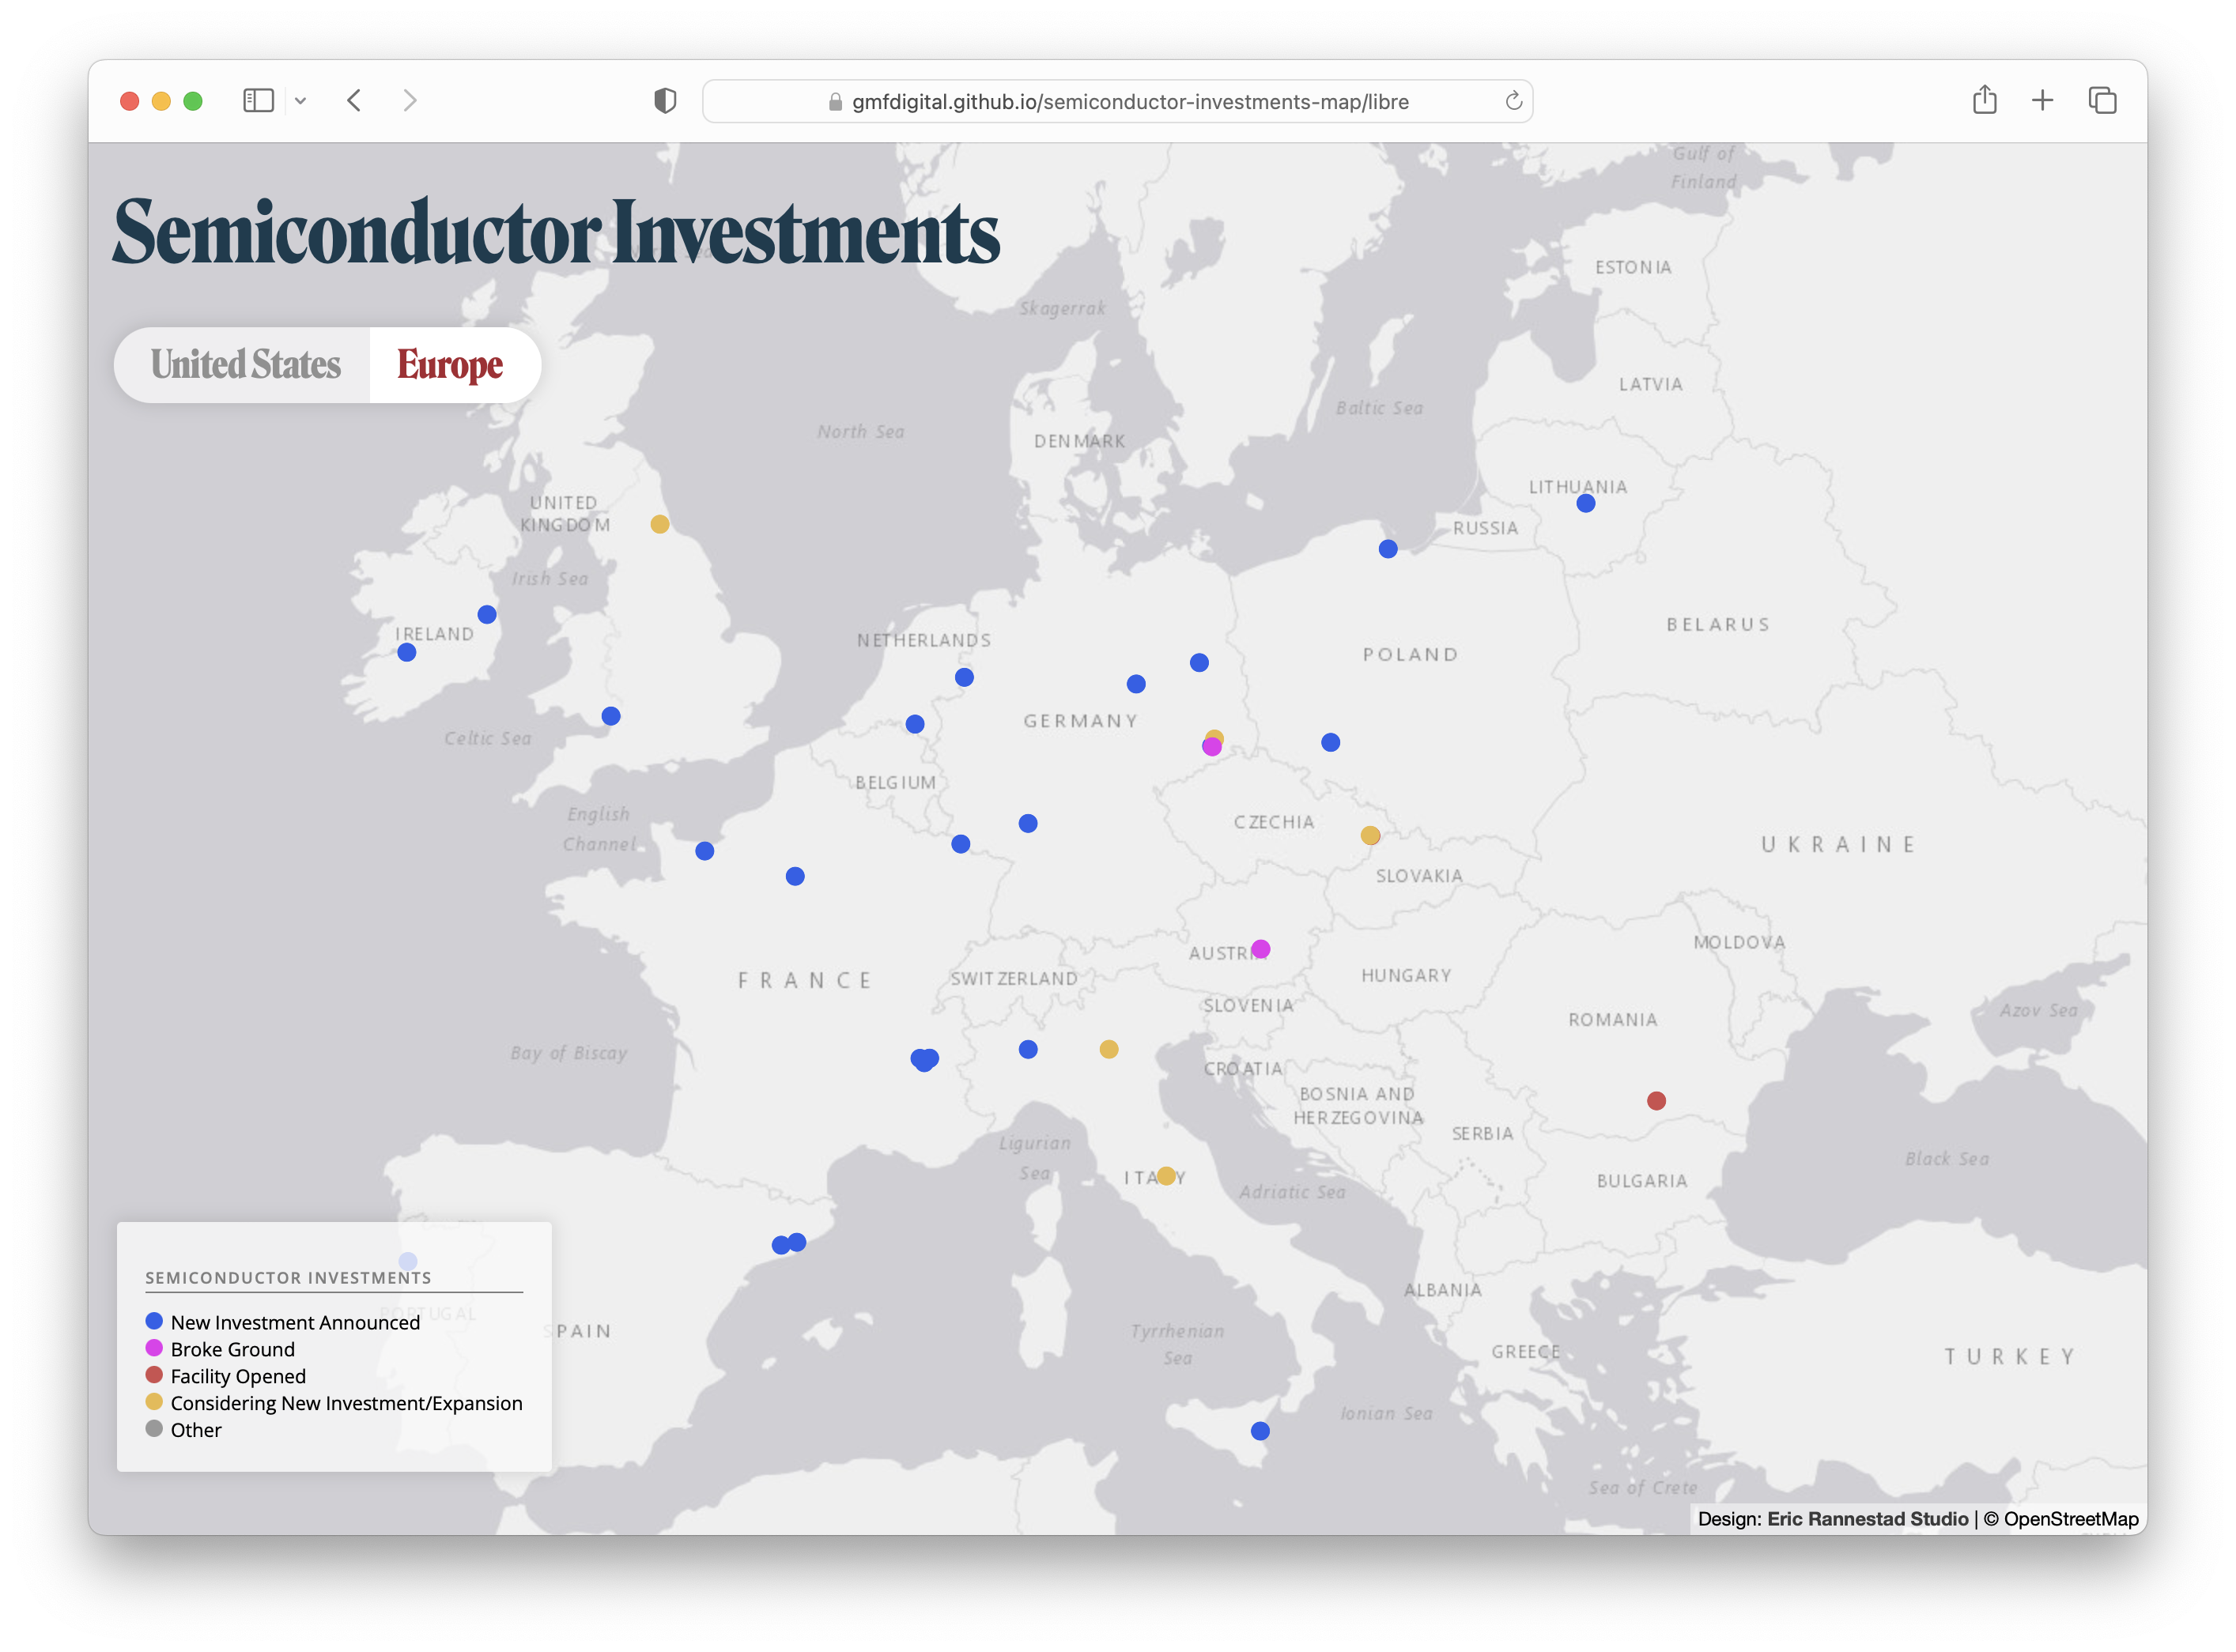 gmfdigital.github.io/semiconductor-investments-map/libre
Semiconductor Investments
United States
Europe
Gulf of
Finland
North Sea
ESTONIA
Skagerrak
LATVIA
Baltic Sea
North Sea
DENMARK
LITHUANIA
UNITED
KINGDOM
RUSSIA
Irish Sea
BELARUS
IRELAND
NETHERLANDS
POLAND
GERMANY
Celtic Sea
BELGIUM
English
Channel
CZECHIA
UKRAINE
SLOVAKIA
MOLDOVA
AUSTRIA
FRANCE
SWITZERLAND
HUNGARY
SLOVENIA
Azov Sea
ROMANIA
Bay of Biscay
CROATIA
BOSNIA AND
HERZEGOVINA
SERBIA
Ligurian
Sea
Black Sea
ITALY
BULGARIA
Adriatic Sea
ALBANIA
PORTUGAL
SPAIN
Tyrrhenian
Sea
GREECE
TURKEY
Ionian Sea
Sea of Crete
SEMICONDUCTOR INVESTMENTS
New Investment Announced
Broke Ground
Facility Opened
Considering New Investment/Expansion
Other
Design: Eric Rannestad Studio | © OpenStreetMap